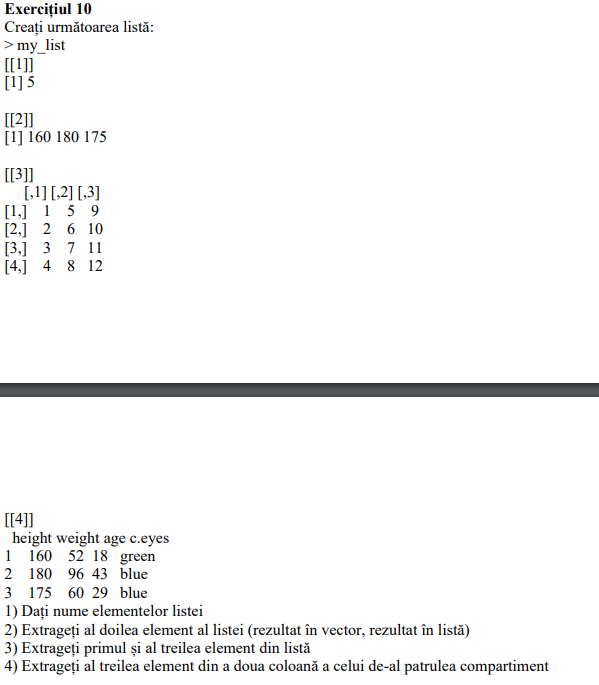 Exercițiul 10
Creați următoarea listă:
> my_list
[[1]]
[1] 5
[[2]]
[1] 160 180 175
[[3]]
[,1] [,2] [,3]
[1,] 1 5 9
[2,] 2 6 10
[3,] 3 7 11
[4,] 4 8 12
[[4]]
height weight age c.eyes
1 160 52 18 green
2 180 96 43 blue
3 175 60 29 blue
1) Dați nume elementelor listei
2) Extrageți al doilea element al listei (rezultat în vector, rezultat în listă)
3) Extrageți primul și al treilea element din listă
4) Extrageți al treilea element din a doua coloană a celui de-al patrulea compartiment